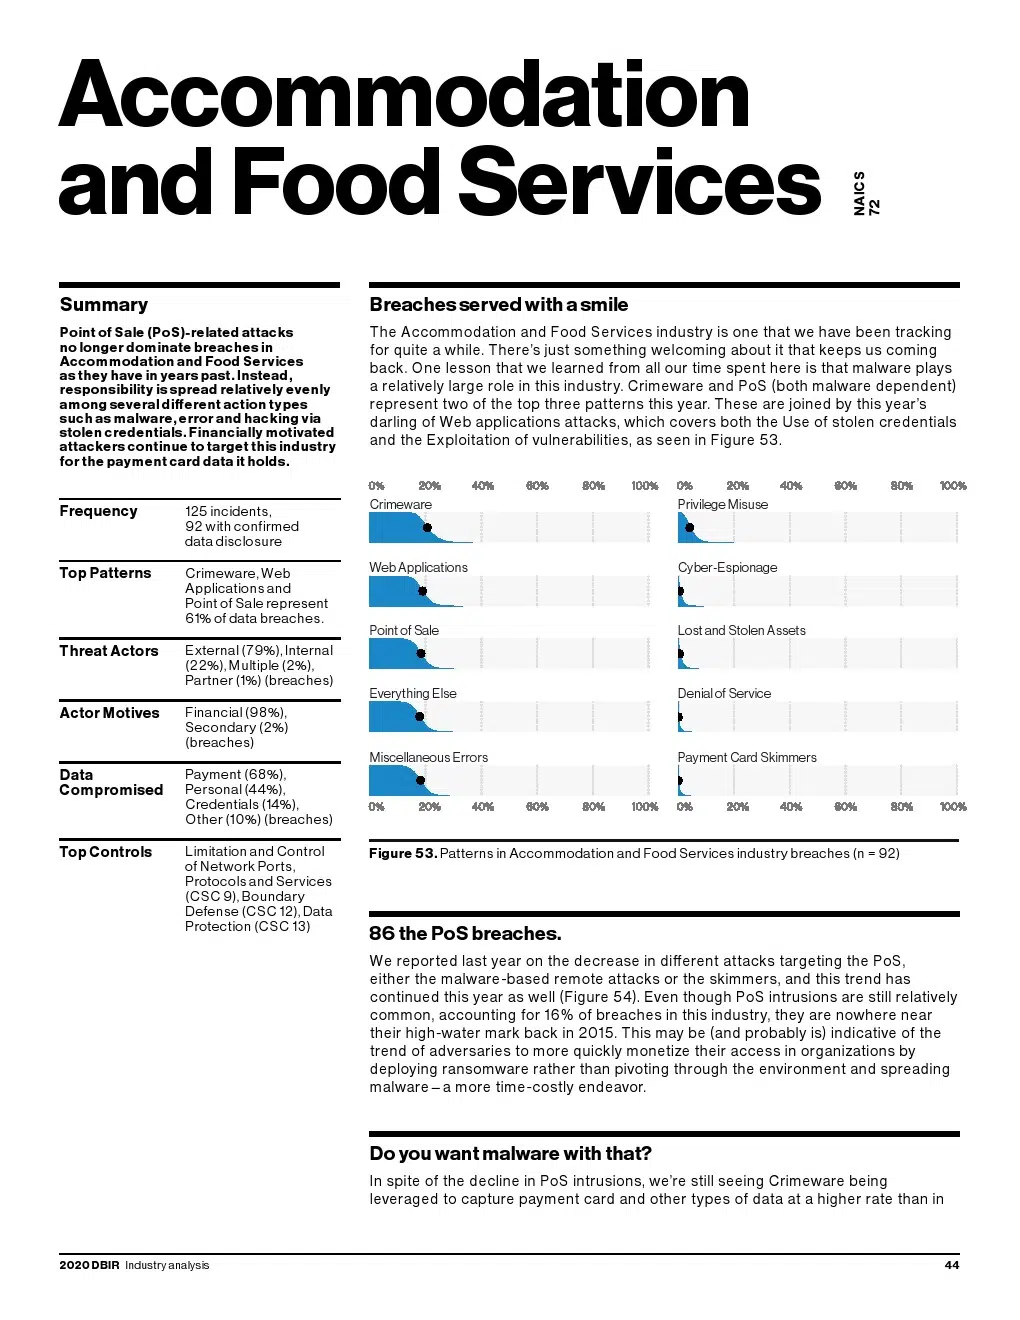 Accommodation
and Food Services
NAICS
72
Summary
Point of Sale (PoS)-related attacks
no longer dominate breaches in
Accommodation and Food Services
as they have in years past. Instead,
responsibility is spread relatively evenly
among several different action types
such as malware, error and hacking via
stolen credentials. Financially motivated
attackers continue to target this industry
for the payment card data it holds.
Frequency
125 incidents,
92 with confirmed
data disclosure
Top Patterns
Crimeware, Web
Applications and
Point of Sale represent
61% of data breaches.
Threat Actors
External (79%), Internal
(22%), Multiple (2%),
Partner (1%) (breaches)
Actor Motives
Financial (98%),
Secondary (2%)
(breaches)
Data
Compromised
Payment (68%),
Personal (44%),
Credentials (14%),
Other (10%) (breaches)
Top Controls
Limitation and Control
of Network Ports,
Protocols and Services
(CSC 9), Boundary
Defense (CSC 12), Data
Protection (CSC 13)
Breaches served with a smile
The Accommodation and Food Services industry is one that we have been tracking
for quite a while. There’s just something welcoming about it that keeps us coming
back. One lesson that we learned from all our time spent here is that malware plays
a relatively large role in this industry. Crimeware and PoS (both malware dependent)
represent two of the top three patterns this year. These are joined by this year’s
darling of Web applications attacks, which covers both the Use of stolen credentials
and the Exploitation of vulnerabilities, as seen in Figure 53.
0% 20% 40% 60% 80% 100% 0% 20% 40% 60% 80% 100%
Crimeware
Privilege Misuse
Web Applications
Cyber-Espionage
Point of Sale
Lost and Stolen Assets
Everything Else
Denial of Service
Miscellaneous Errors
Payment Card Skimmers
0% 20% 40% 60% 80% 100% 0% 20% 40% 60% 80% 100%
Figure 53. Patterns in Accommodation and Food Services industry breaches (n = 92)
86 the PoS breaches.
We reported last year on the decrease in different attacks targeting the PoS,
either the malware-based remote attacks or the skimmers, and this trend has
continued this year as well (Figure 54). Even though PoS intrusions are still relatively
common, accounting for 16% of breaches in this industry, they are nowhere near
their high-water mark back in 2015. This may be (and probably is) indicative of the
trend of adversaries to more quickly monetize their access in organizations by
deploying ransomware rather than pivoting through the environment and spreading
malware – a more time-costly endeavor.
Do you want malware with that?
In spite of the decline in PoS intrusions, we’re still seeing Crimeware being
leveraged to capture payment card and other types of data at a higher rate than in
2020 DBIR Industry analysis
44